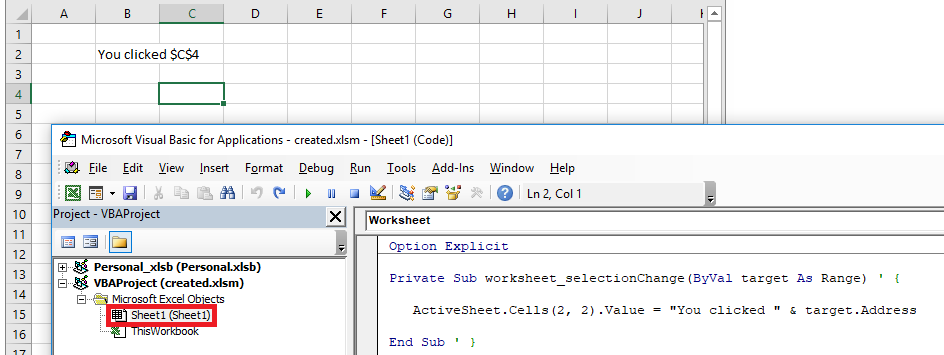 A B C D E F G H I J
1
2 You clicked $C$4
3
4
5
6
7
8
9
10
11
12
13
14
15
16
17
Microsoft Visual Basic for Applications - created.xlsm - [Sheet1 (Code)]
File Edit View Insert Format Debug Run Tools Add-Ins Window Help
Ln 2, Col 1
Project - VBAProject
Personal_xlsb (Personal.xlsb)
VBAProject (created.xlsm)
Microsoft Excel Objects
Sheet1 (Sheet1)
ThisWorkbook
Worksheet
Option Explicit
Private Sub worksheet_selectionChange(ByVal target As Range) ' {
ActiveSheet.Cells(2, 2).Value = "You clicked " & target.Address
End Sub ' }